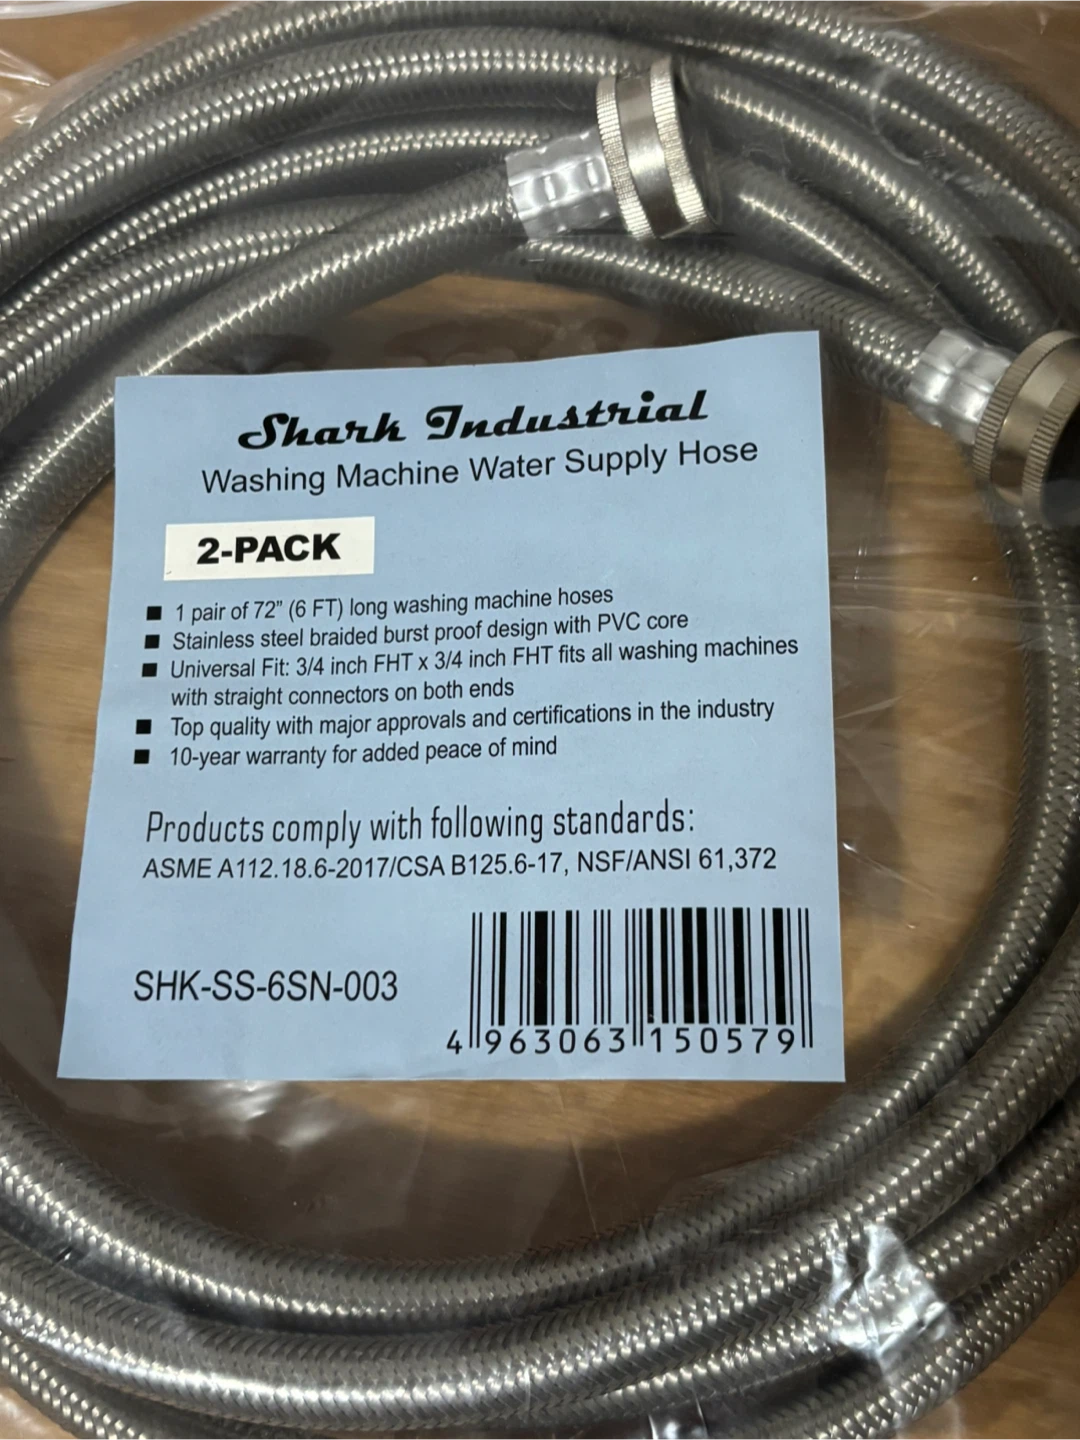 Shark Industrial
Washing Machine Water Supply Hose
2-PACK
■ 1 pair of 72" (6 FT) long washing machine hoses
■ Stainless steel braided burst proof design with PVC core
■ Universal Fit: 3/4 inch FHT x 3/4 inch FHT fits all washing machines
with straight connectors on both ends
■ Top quality with major approvals and certifications in the industry
■ 10-year warranty for added peace of mind
Products comply with following standards:
ASME A112.18.6-2017/CSA B125.6-17, NSF/ANSI 61,372
SHK-SS-6SN-003
4 963063 150579